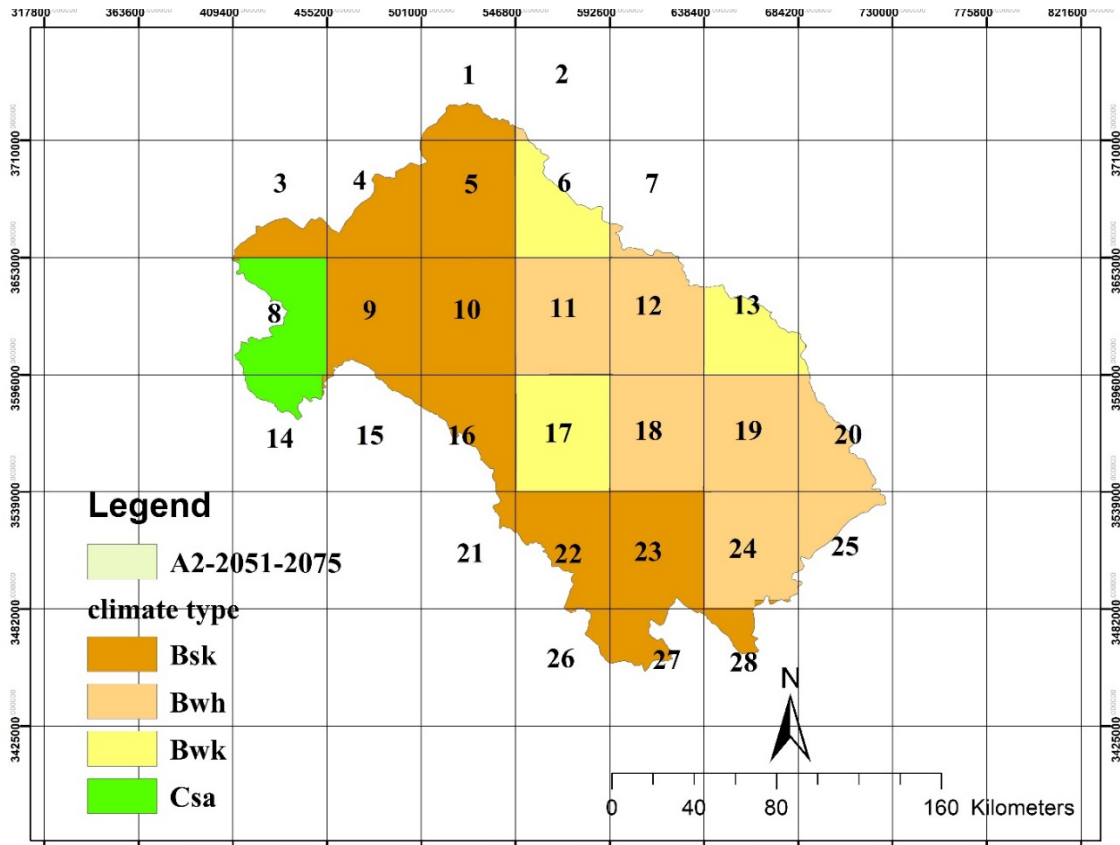 317800 363600 409400 455200 501000 546800 592600 638400 684200 730000 775800 821600
1 2
3710000 3710000
3 4 5 6 7
3653000 3653000
8 9 10 11 12 13
3596000 3596000
14 15 16 17 18 19 20
3539000 3539000
Legend
A2-2051-2075
21 22 23 24 25
climate type
3482000 3482000
Bsk
26 27 28
N
Bwh
3425000 3425000
Bwk
Csa
0 40 80 160 Kilometers